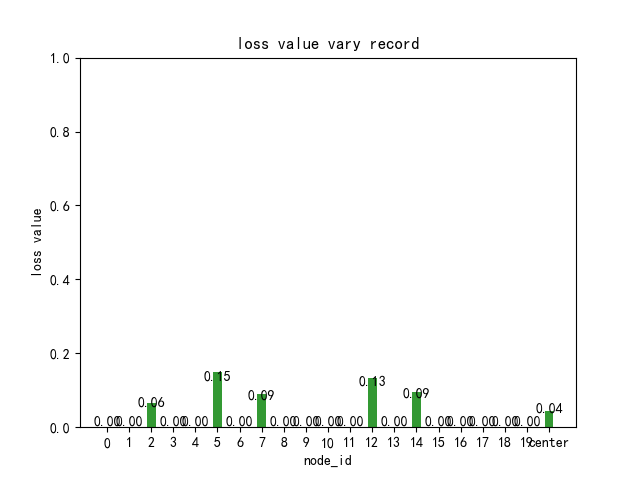 loss value vary record
1.0
0.8
0.6
0.4
0.2
0.0
loss value
0.00 0.00 0.06 0.00 0.00 0.15 0.00 0.09 0.00 0.00 0.00 0.00 0.13 0.00 0.09 0.00 0.00 0.00 0.00 0.00 0.04
0 1 2 3 4 5 6 7 8 9 10 11 12 13 14 15 16 17 18 19 center
node_id